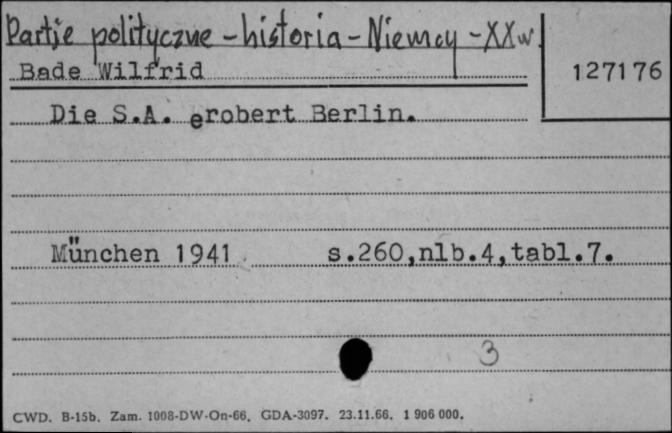 Partje polityczne - historia - Niemcy - XXw.
Bade Wilfrid
127176
Die S.A. erobert Berlin.
München 1941 s.260,nlb.4,tabl.7.
3
CWD. B-15b. Zam. 1008-DW-On-66. GDA-3097. 23.11.66. 1 906 000.